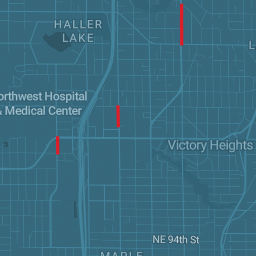 HALLER
LAKE
L
orthwest Hospital
& Medical Center
Victory Heights
NE 94th St
MAPLE